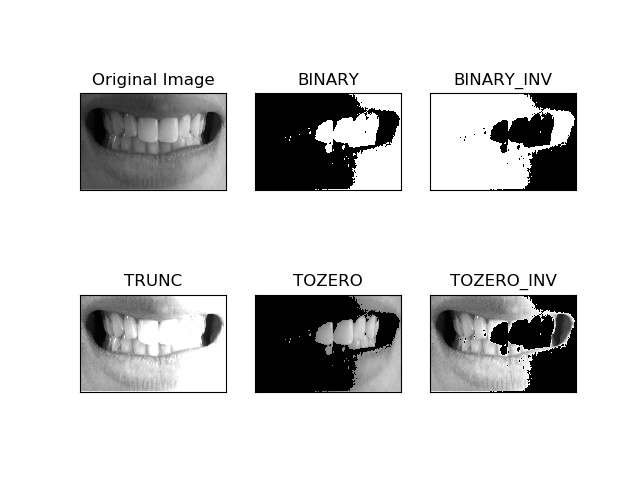 Original Image
BINARY
BINARY_INV
TRUNC
TOZERO
TOZERO_INV